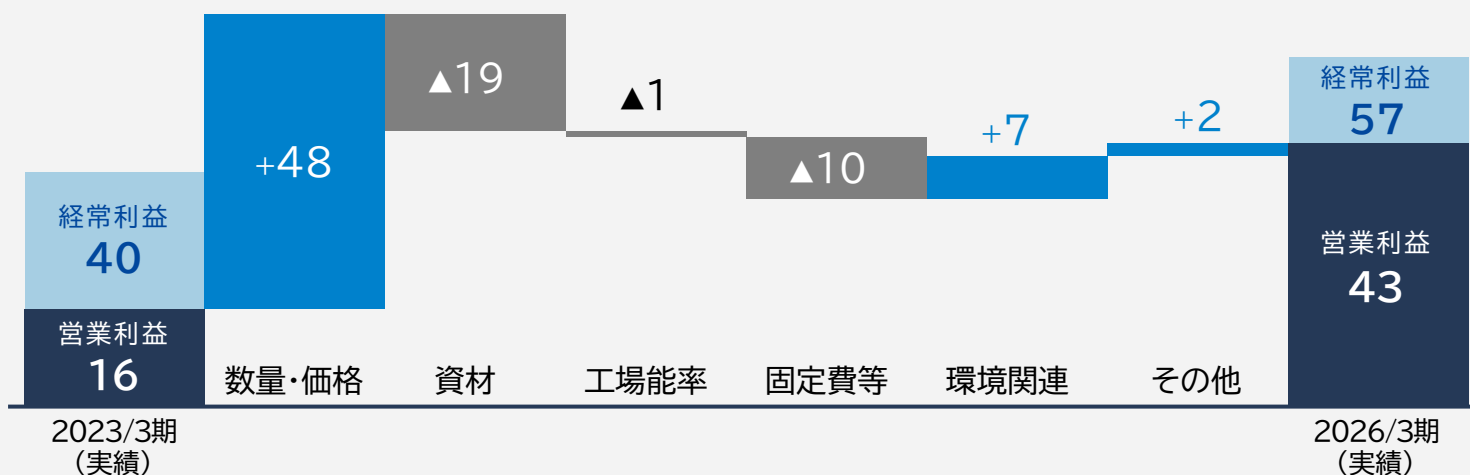 経常利益
40
営業利益
16
2023/3期
（実績）
+48
数量・価格
▲19
資材
▲1
工場能率
▲10
固定費等
+7
環境関連
+2
その他
経常利益
57
営業利益
43
2026/3期
（実績）